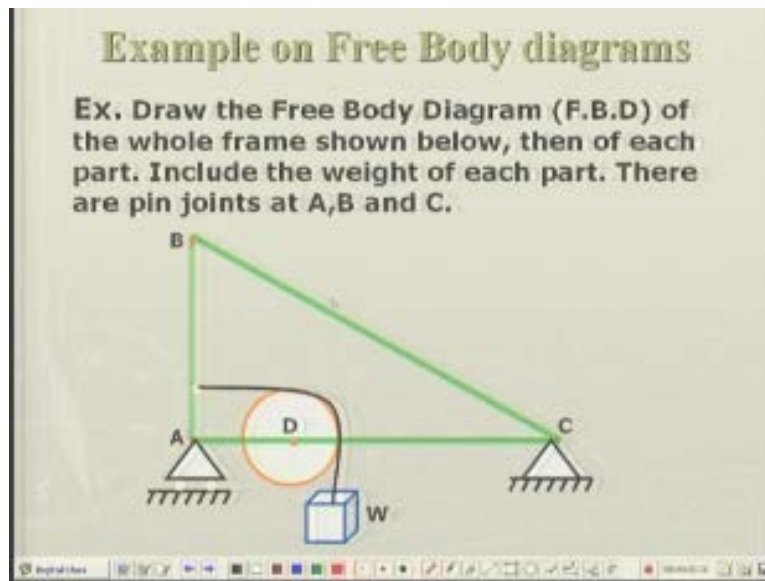 Example on Free Body diagrams
Ex. Draw the Free Body Diagram (F.B.D) of
the whole frame shown below, then of each
part. Include the weight of each part. There
are pin joints at A,B and C.
B
D
A
C
W